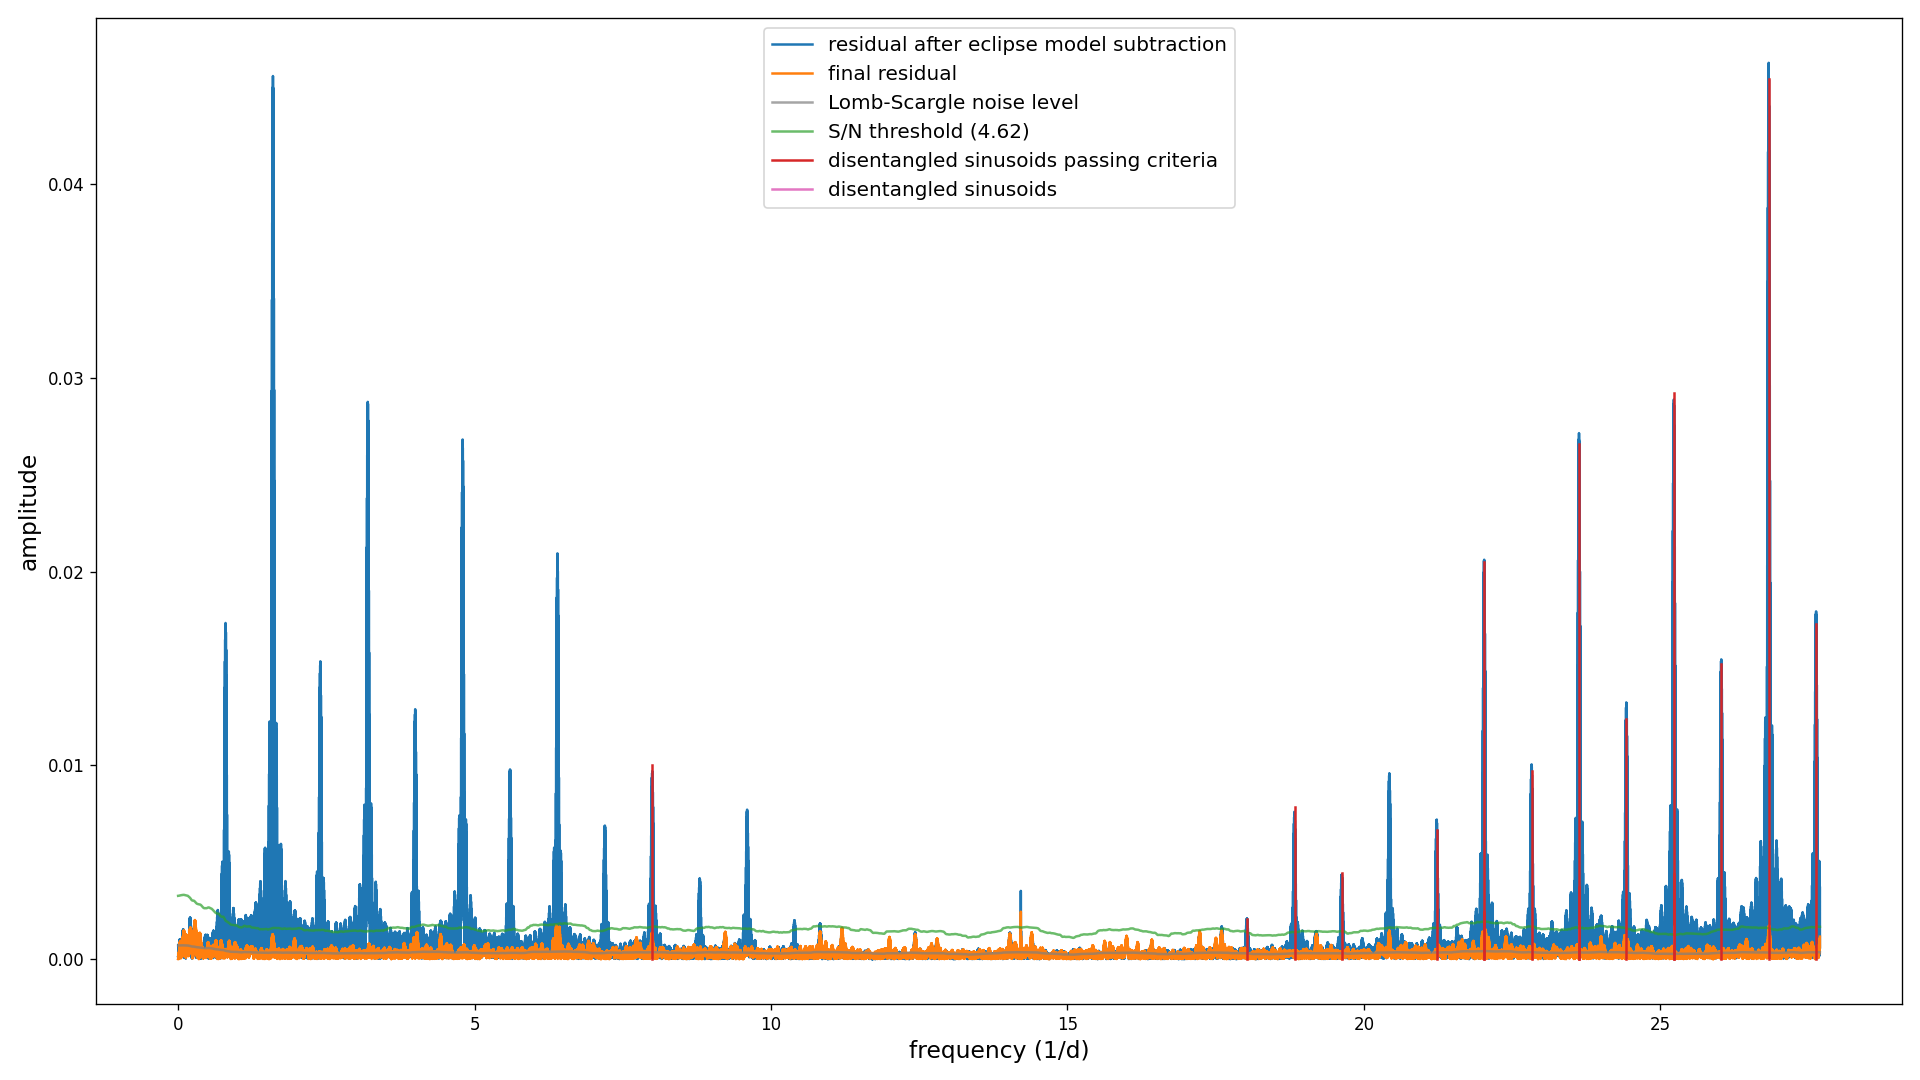 residual after eclipse model subtraction
final residual
Lomb-Scargle noise level
S/N threshold (4.62)
disentangled sinusoids passing criteria
disentangled sinusoids
0.04
0.03
0.02
0.01
0.00
amplitude
0 5 10 15 20 25
frequency (1/d)